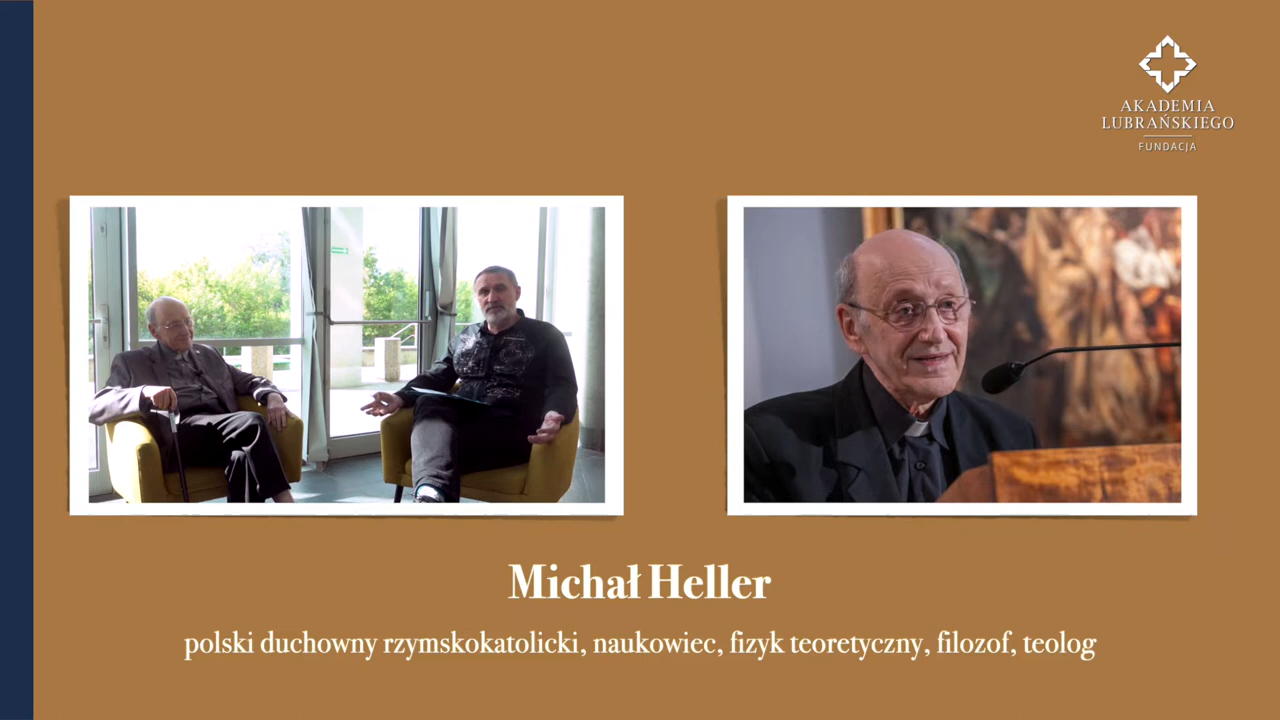 AKADEMIA
LUBRAŃSKIEGO
FUNDACJA
Michał Heller
polski duchowny rzymskokatolicki, naukowiec, fizyk teoretyczny, filozof, teolog